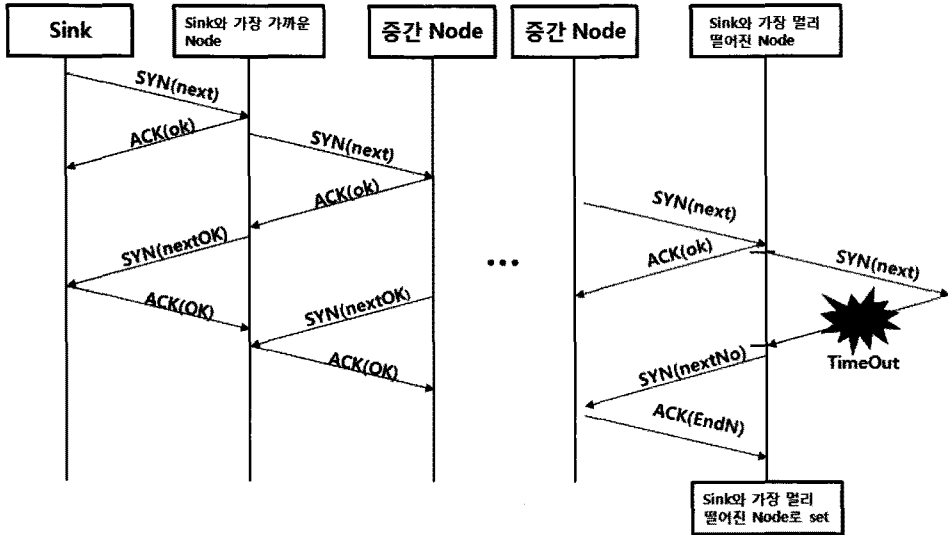 Sink
Sink와 가장 가까운
Node
중간 Node
중간 Node
Sink와 가장 멀리
떨어진 Node
SYN(next)
ACK(ok)
SYN(next)
ACK(ok)
SYN(nextOK)
ACK(OK)
SYN(nextOK)
ACK(OK)
...
SYN(next)
ACK(ok)
SYN(next)
TimeOut
SYN(nextNo)
ACK(EndN)
Sink와 가장 멀리
떨어진 Node로 set